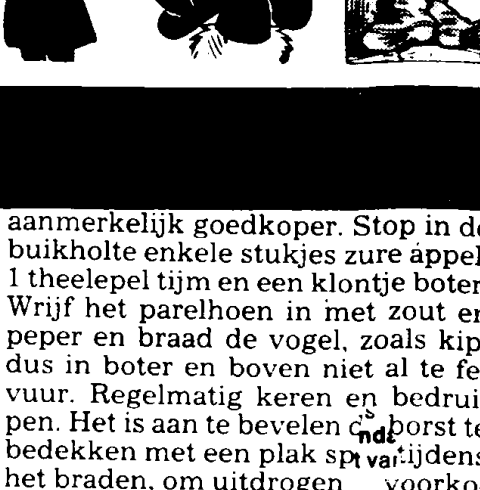 aanmerkelijk goedkoper. Stop in de
buikholte enkele stukjes zure appel
1 theelepel tijm en een klontje boter
Wrijf het parelhoen in met zout en
peper en braad de vogel, zoals kip
dus in boter en boven niet al te fe
vuur. Regelmatig keren en bedrui
pen. Het is aan te bevelen borst te
bedekken met een plak tijdens
het braden, om uitdrogen voorko